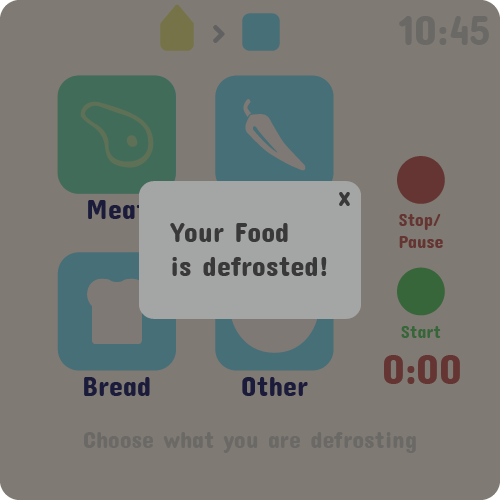 >
10:45
Meat
x
Your Food
is defrosted!
Stop/
Pause
Start
0:00
Bread
Other
Choose what you are defrosting